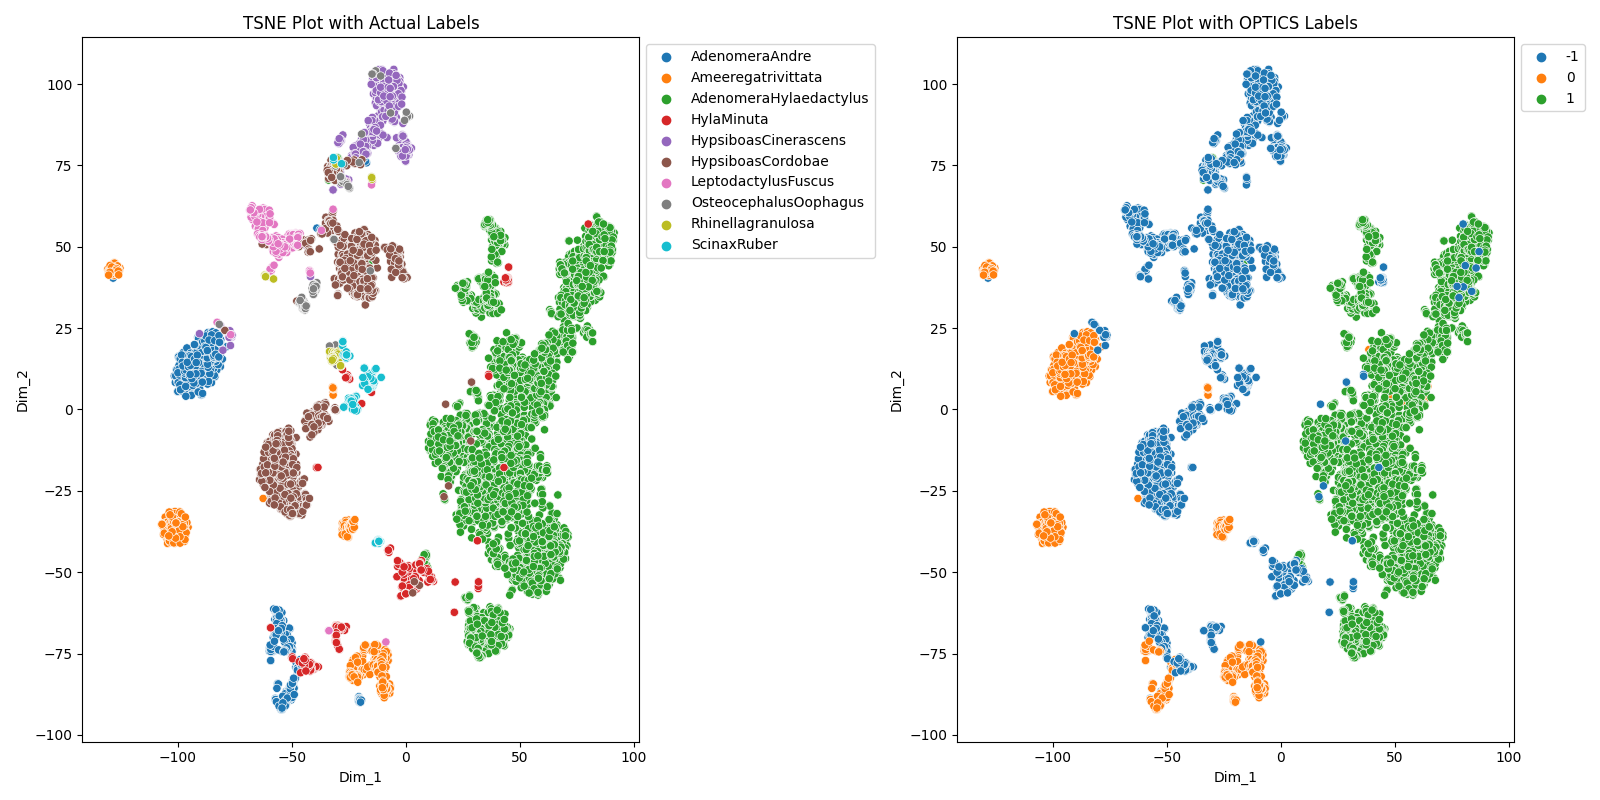 TSNE Plot with Actual Labels
100
75
50
25
0
−25
−50
−75
−100
Dim_2
−100
−50
0
50
100
Dim_1
AdenomeraAndre
Ameeregatrivittata
AdenomeraHylaedactylus
HylaMinuta
HypsiboasCinerascens
HypsiboasCordobae
LeptodactylusFuscus
OsteocephalusOophagus
Rhinellagranulosa
ScinaxRuber
TSNE Plot with OPTICS Labels
100
75
50
25
0
−25
−50
−75
−100
Dim_2
−100
−50
0
50
100
Dim_1
-1
0
1